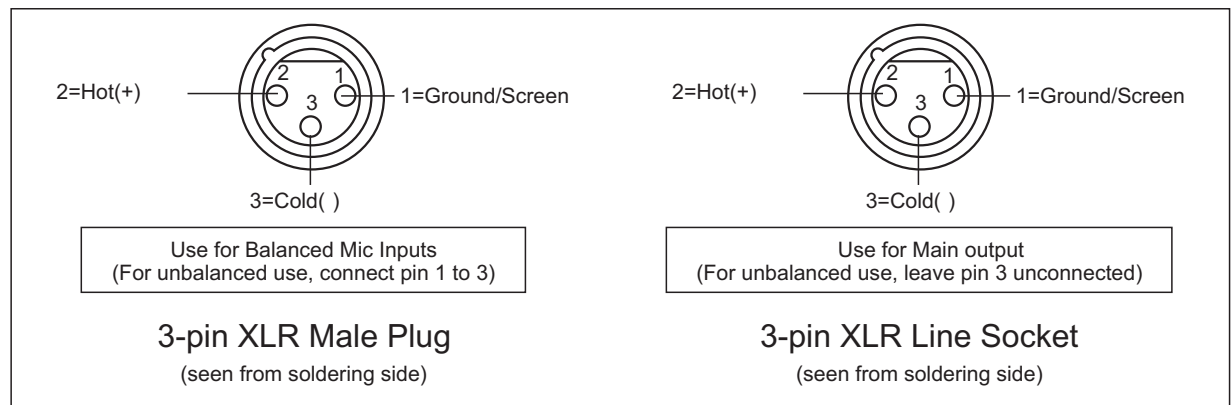 2
1
3
2=Hot(+)
1=Ground/Screen
3=Cold( )
Use for Balanced Mic Inputs
(For unbalanced use, connect pin 1 to 3)
3-pin XLR Male Plug
(seen from soldering side)
2
1
3
2=Hot(+)
1=Ground/Screen
3=Cold( )
Use for Main output
(For unbalanced use, leave pin 3 unconnected)
3-pin XLR Line Socket
(seen from soldering side)